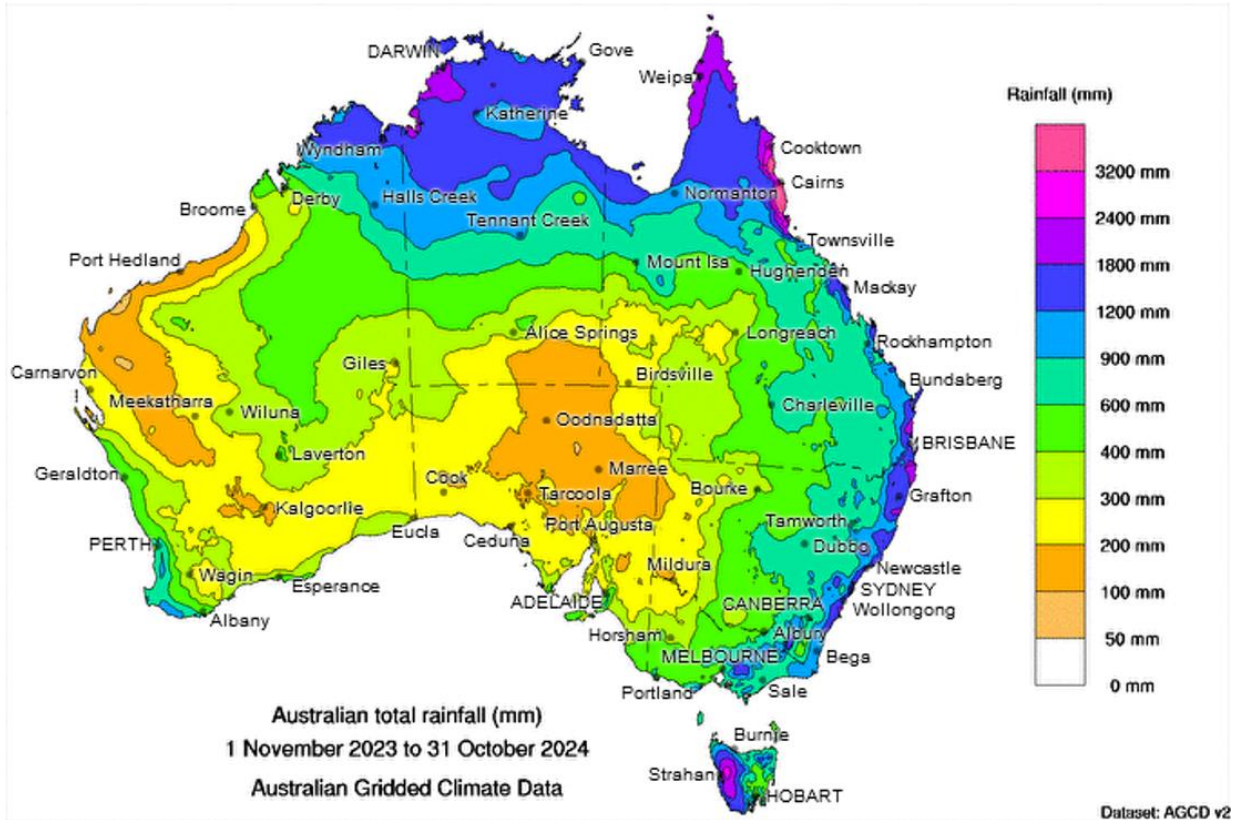 DARWIN
Gove
Weipa
Katherine
Wyndham
Cooktown
Cairns
Derby
Halls Creek
Normanton
Broome
Tennant Creek
Townsville
Port Hedland
Mount Isa
Hughenden
Mackay
Alice Springs
Longreach
Rockhampton
Giles
Birdsville
Carnarvon
Bundaberg
Meekatharra
Wiluna
Charleville
Oodnadatta
BRISBANE
Laverton
Geraldton
Marree
Cook
Tarcoola
Bourke
Grafton
Kalgoorlie
Eucla
Port Augusta
Tamworth
PERTH
Ceduna
Dubbo
Wagin
Mildura
Newcastle
Esperance
SYDNEY
ADELAIDE
CANBERRA
Wollongong
Albany
Horsham
Albury
MELBOURNE
Bega
Portland
Sale
Burnie
Strahan
HOBART
Rainfall (mm)
3200 mm
2400 mm
1800 mm
1200 mm
900 mm
600 mm
400 mm
300 mm
200 mm
100 mm
50 mm
0 mm
Australian total rainfall (mm)
1 November 2023 to 31 October 2024
Australian Gridded Climate Data
Dataset: AGCD v2